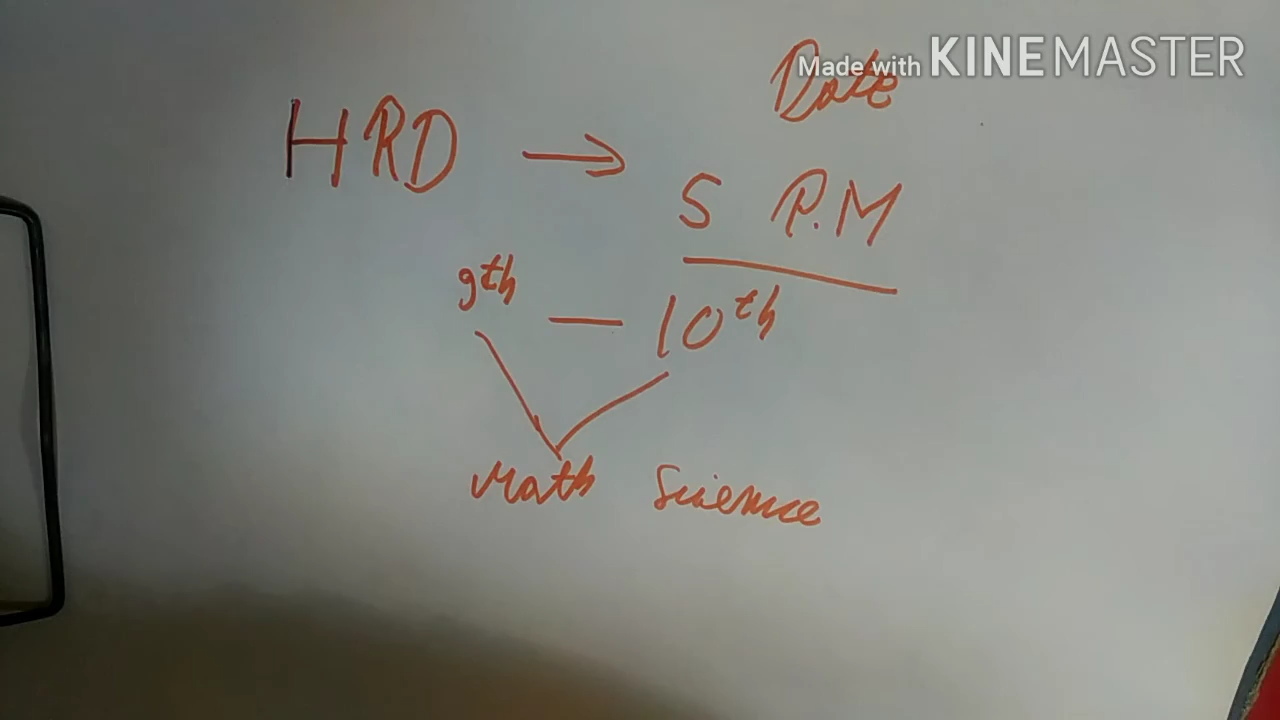 Made with KINEMASTER
Date
HRD → 5 P.M
9th — 10th
Math Science